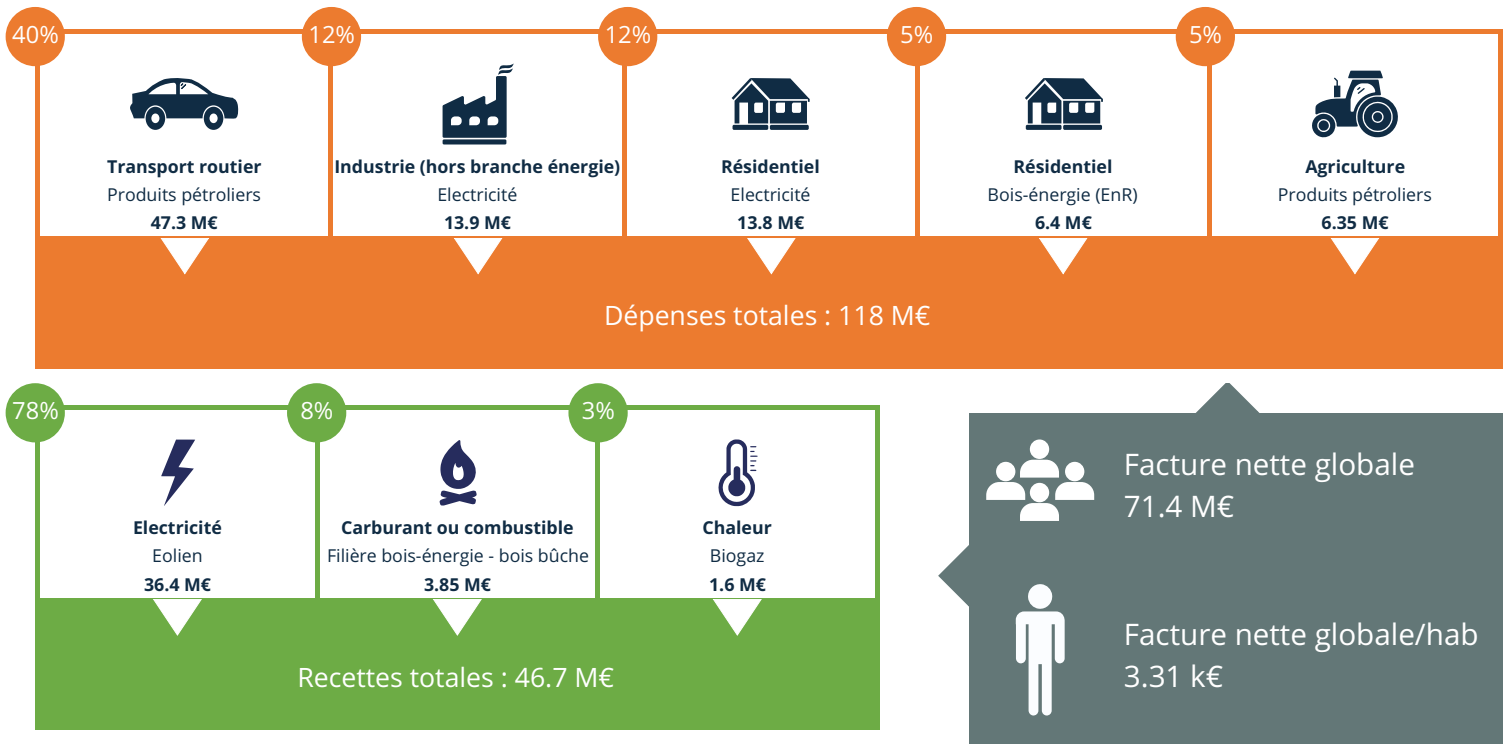 40%
12%
12%
5%
5%
Transport routier
Produits pétroliers
47.3 M€
Industrie (hors branche énergie)
Electricité
13.9 M€
Résidentiel
Electricité
13.8 M€
Résidentiel
Bois-énergie (EnR)
6.4 M€
Agriculture
Produits pétroliers
6.35 M€
Dépenses totales : 118 M€
78%
8%
3%
Electricité
Eolien
36.4 M€
Carburant ou combustible
Filière bois-énergie - bois bûche
3.85 M€
Chaleur
Biogaz
1.6 M€
Recettes totales : 46.7 M€
Facture nette globale
71.4 M€
Facture nette globale/hab
3.31 k€